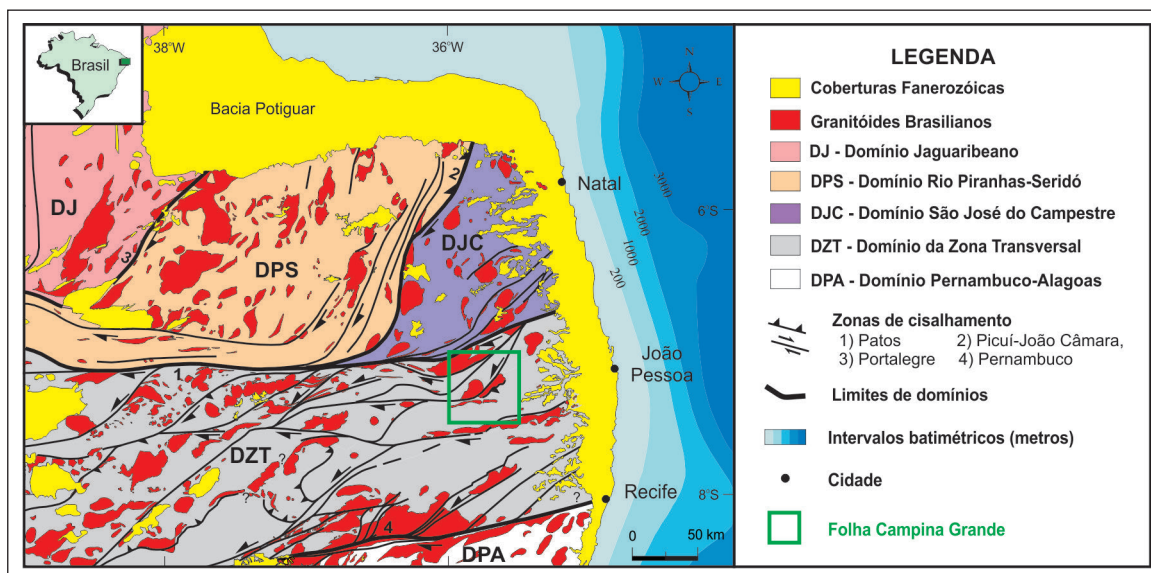 Brasil
38°W
36°W
Bacia Potiguar
N
W
L
S
DJ
3
DPS
2
DJC
Natal
6°S
3000
2000
1000
200
1
João
Pessoa
DZT
?
?
?
?
4
Recife
8°S
DPA
0 50 km
LEGENDA
Coberturas Fanerozóicas
Granitóides Brasilianos
DJ - Domínio Jaguaribeano
DPS - Domínio Rio Piranhas-Seridó
DJC - Domínio São José do Campestre
DZT - Domínio da Zona Transversal
DPA - Domínio Pernambuco-Alagoas
Zonas de cisalhamento
1) Patos 2) Picuí-João Câmara,
3) Portalegre 4) Pernambuco
Limites de domínios
Intervalos batimétricos (metros)
Cidade
Folha Campina Grande